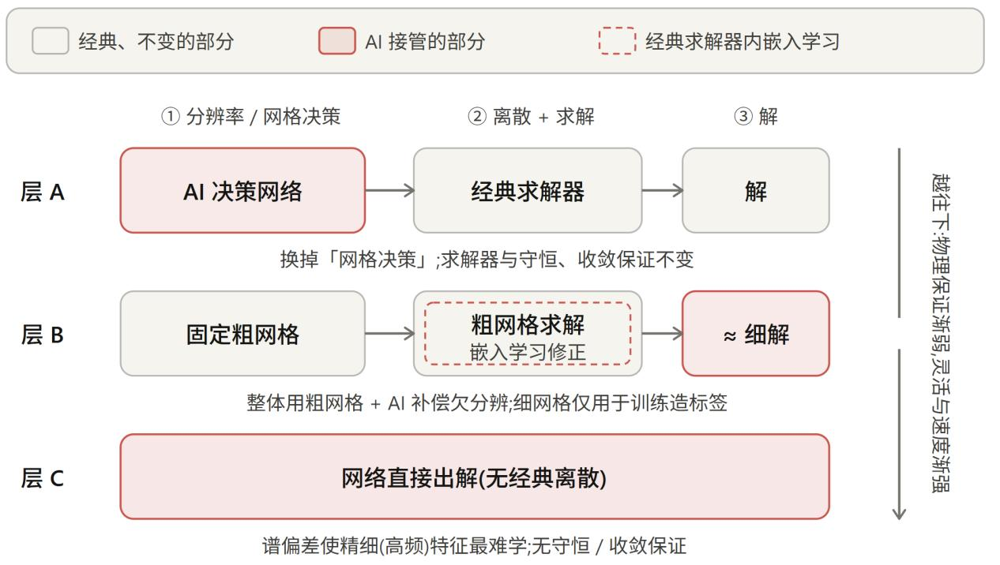 经典、不变的部分
AI 接管的部分
经典求解器内嵌入学习
① 分辨率 / 网格决策
② 离散 + 求解
③ 解
层 A
AI 决策网络
经典求解器
解
换掉「网格决策」;求解器与守恒、收敛保证不变
层 B
固定粗网格
粗网格求解
嵌入学习修正
≈ 细解
整体用粗网格 + AI 补偿欠分辨;细网格仅用于训练造标签
层 C
网络直接出解(无经典离散)
谱偏差使精细(高频)特征最难学;无守恒 / 收敛保证
越往下:物理保证渐弱,灵活与速度渐强